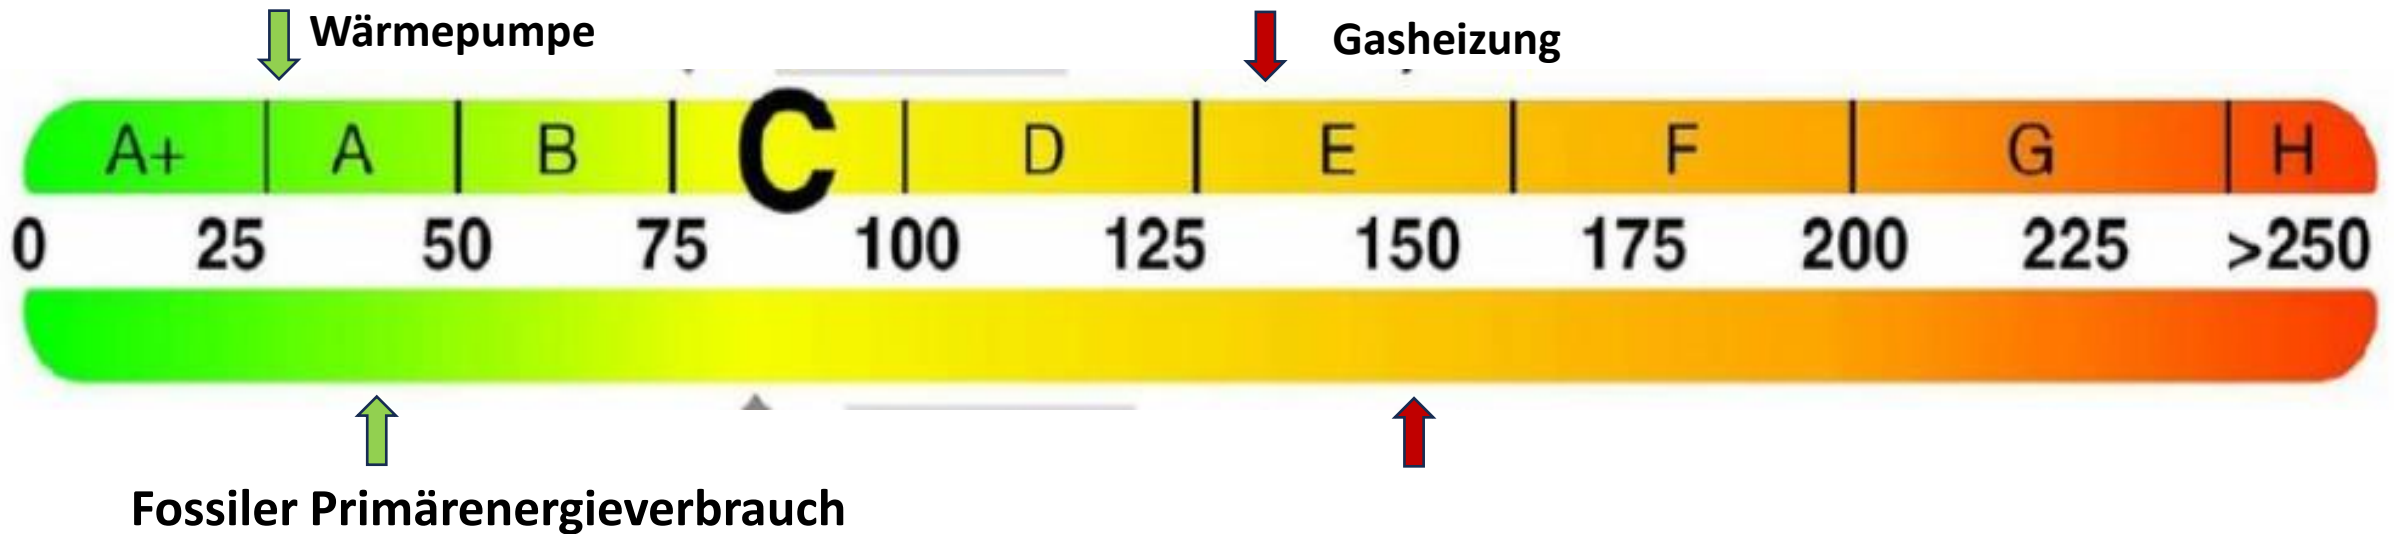 Wärmepumpe Gasheizung
A+ A B C D E F G H
0 25 50 75 100 125 150 175 200 225 >250
Fossiler Primärenergieverbrauch